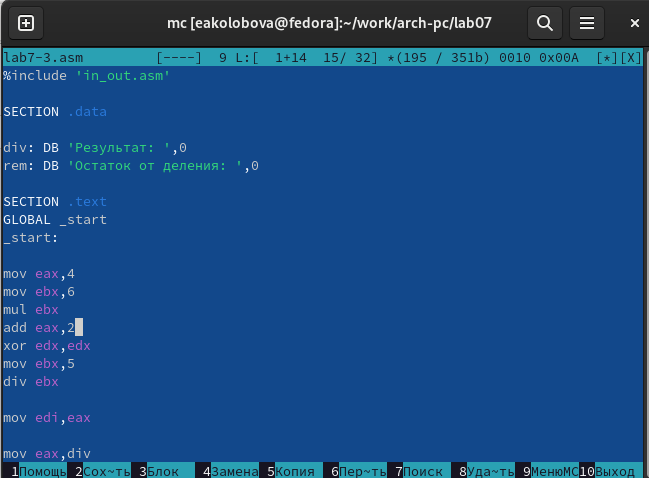 mc [eakolobova@fedora]:~/work/arch-pc/lab07
lab7-3.asm [----] 9 L:[ 1+14 15/ 32] *(195 / 351b) 0010 0x00A [*][X]
%include 'in_out.asm'
SECTION .data
div: DB 'Результат: ',0
rem: DB 'Остаток от деления: ',0
SECTION .text
GLOBAL _start
_start:
mov eax,4
mov ebx,6
mul ebx
add eax,2
xor edx,edx
mov ebx,5
div ebx
mov edi,eax
mov eax,div
1Помощь 2Сох~ть 3Блок 4Замена 5Копия 6Пер~ть 7Поиск 8Уда~ть 9МенюMC 10Выход